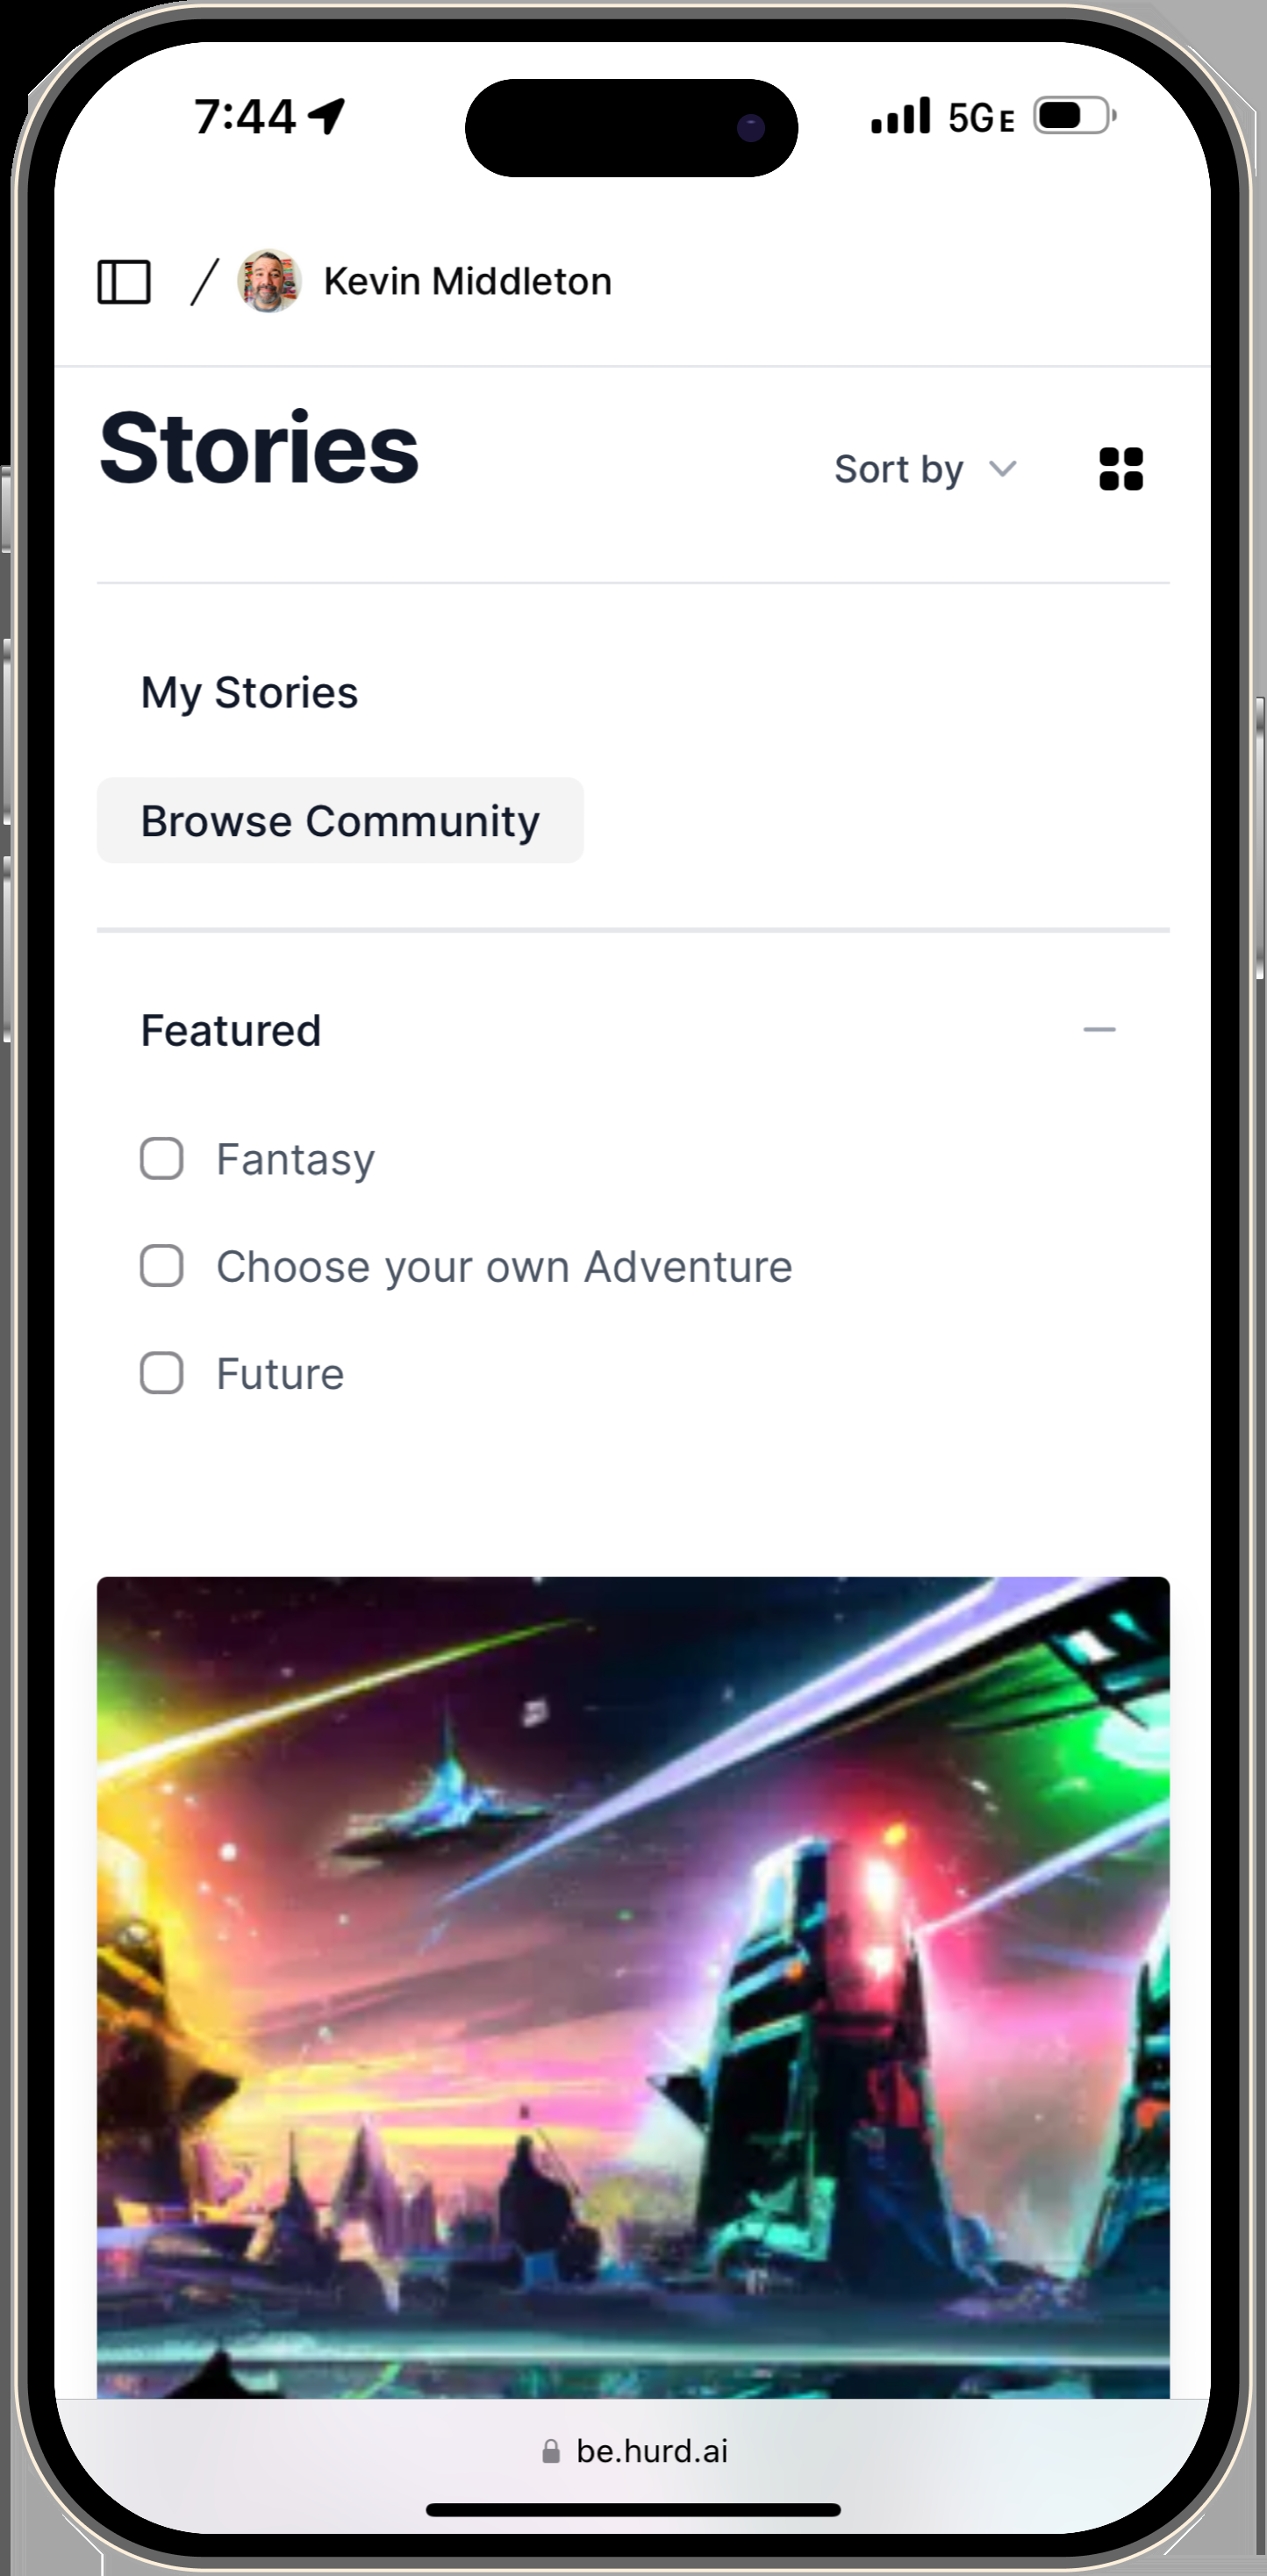 7:44 5GE
Kevin Middleton
Stories
Sort by
My Stories
Browse Community
Featured
Fantasy
Choose your own Adventure
Future
be.hurd.ai